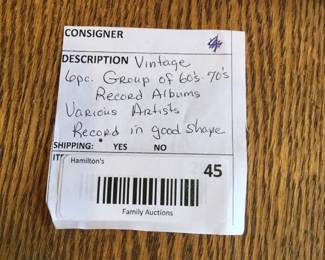 CONSIGNER
DESCRIPTION Vintage
6pc. Group of 60's-70's
Record Albums
Various Artists
Record in good shape
SHIPPING: YES NO
Hamilton's
45
Family Auctions